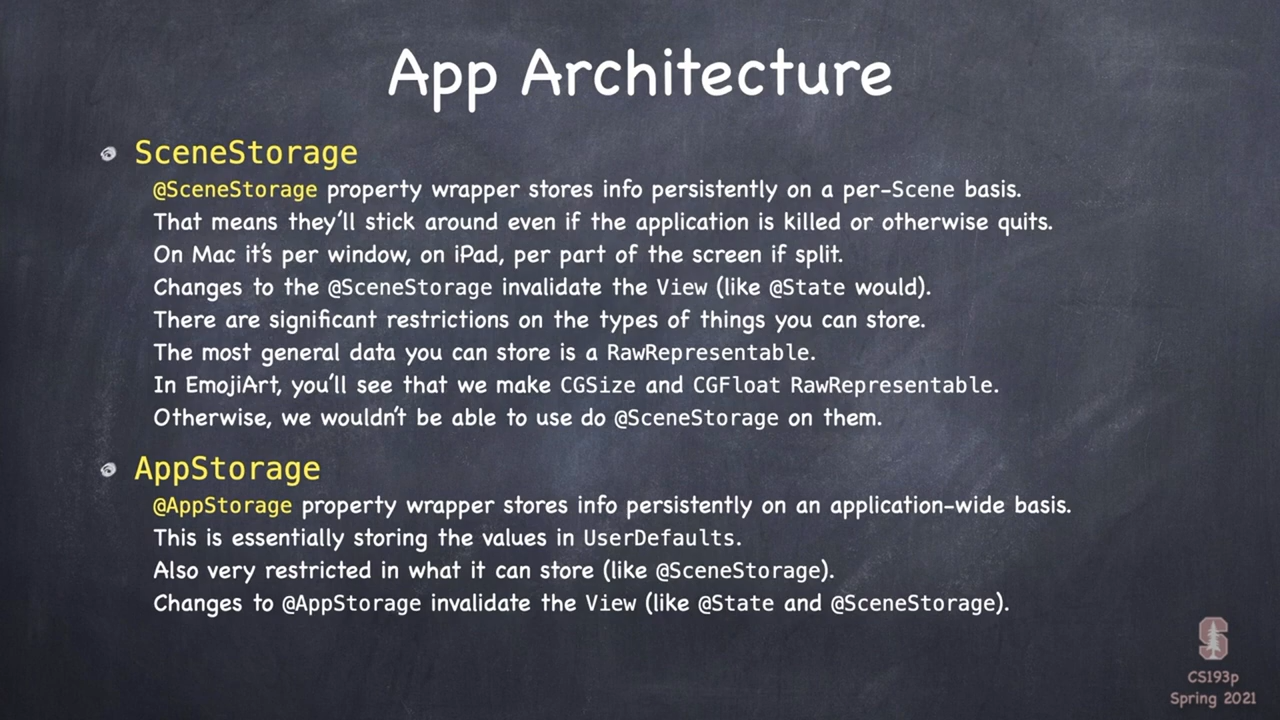 App Architecture
SceneStorage
@SceneStorage property wrapper stores info persistently on a per-Scene basis.
That means they'll stick around even if the application is killed or otherwise quits.
On Mac it's per window, on iPad, per part of the screen if split.
Changes to the @SceneStorage invalidate the View (like @State would).
There are significant restrictions on the types of things you can store.
The most general data you can store is a RawRepresentable.
In EmojiArt, you'll see that we make CGSize and CGFloat RawRepresentable.
Otherwise, we wouldn't be able to use do @SceneStorage on them.
AppStorage
@AppStorage property wrapper stores info persistently on an application-wide basis.
This is essentially storing the values in UserDefaults.
Also very restricted in what it can store (like @SceneStorage).
Changes to @AppStorage invalidate the View (like @State and @SceneStorage).
S
CS193p
Spring 2021